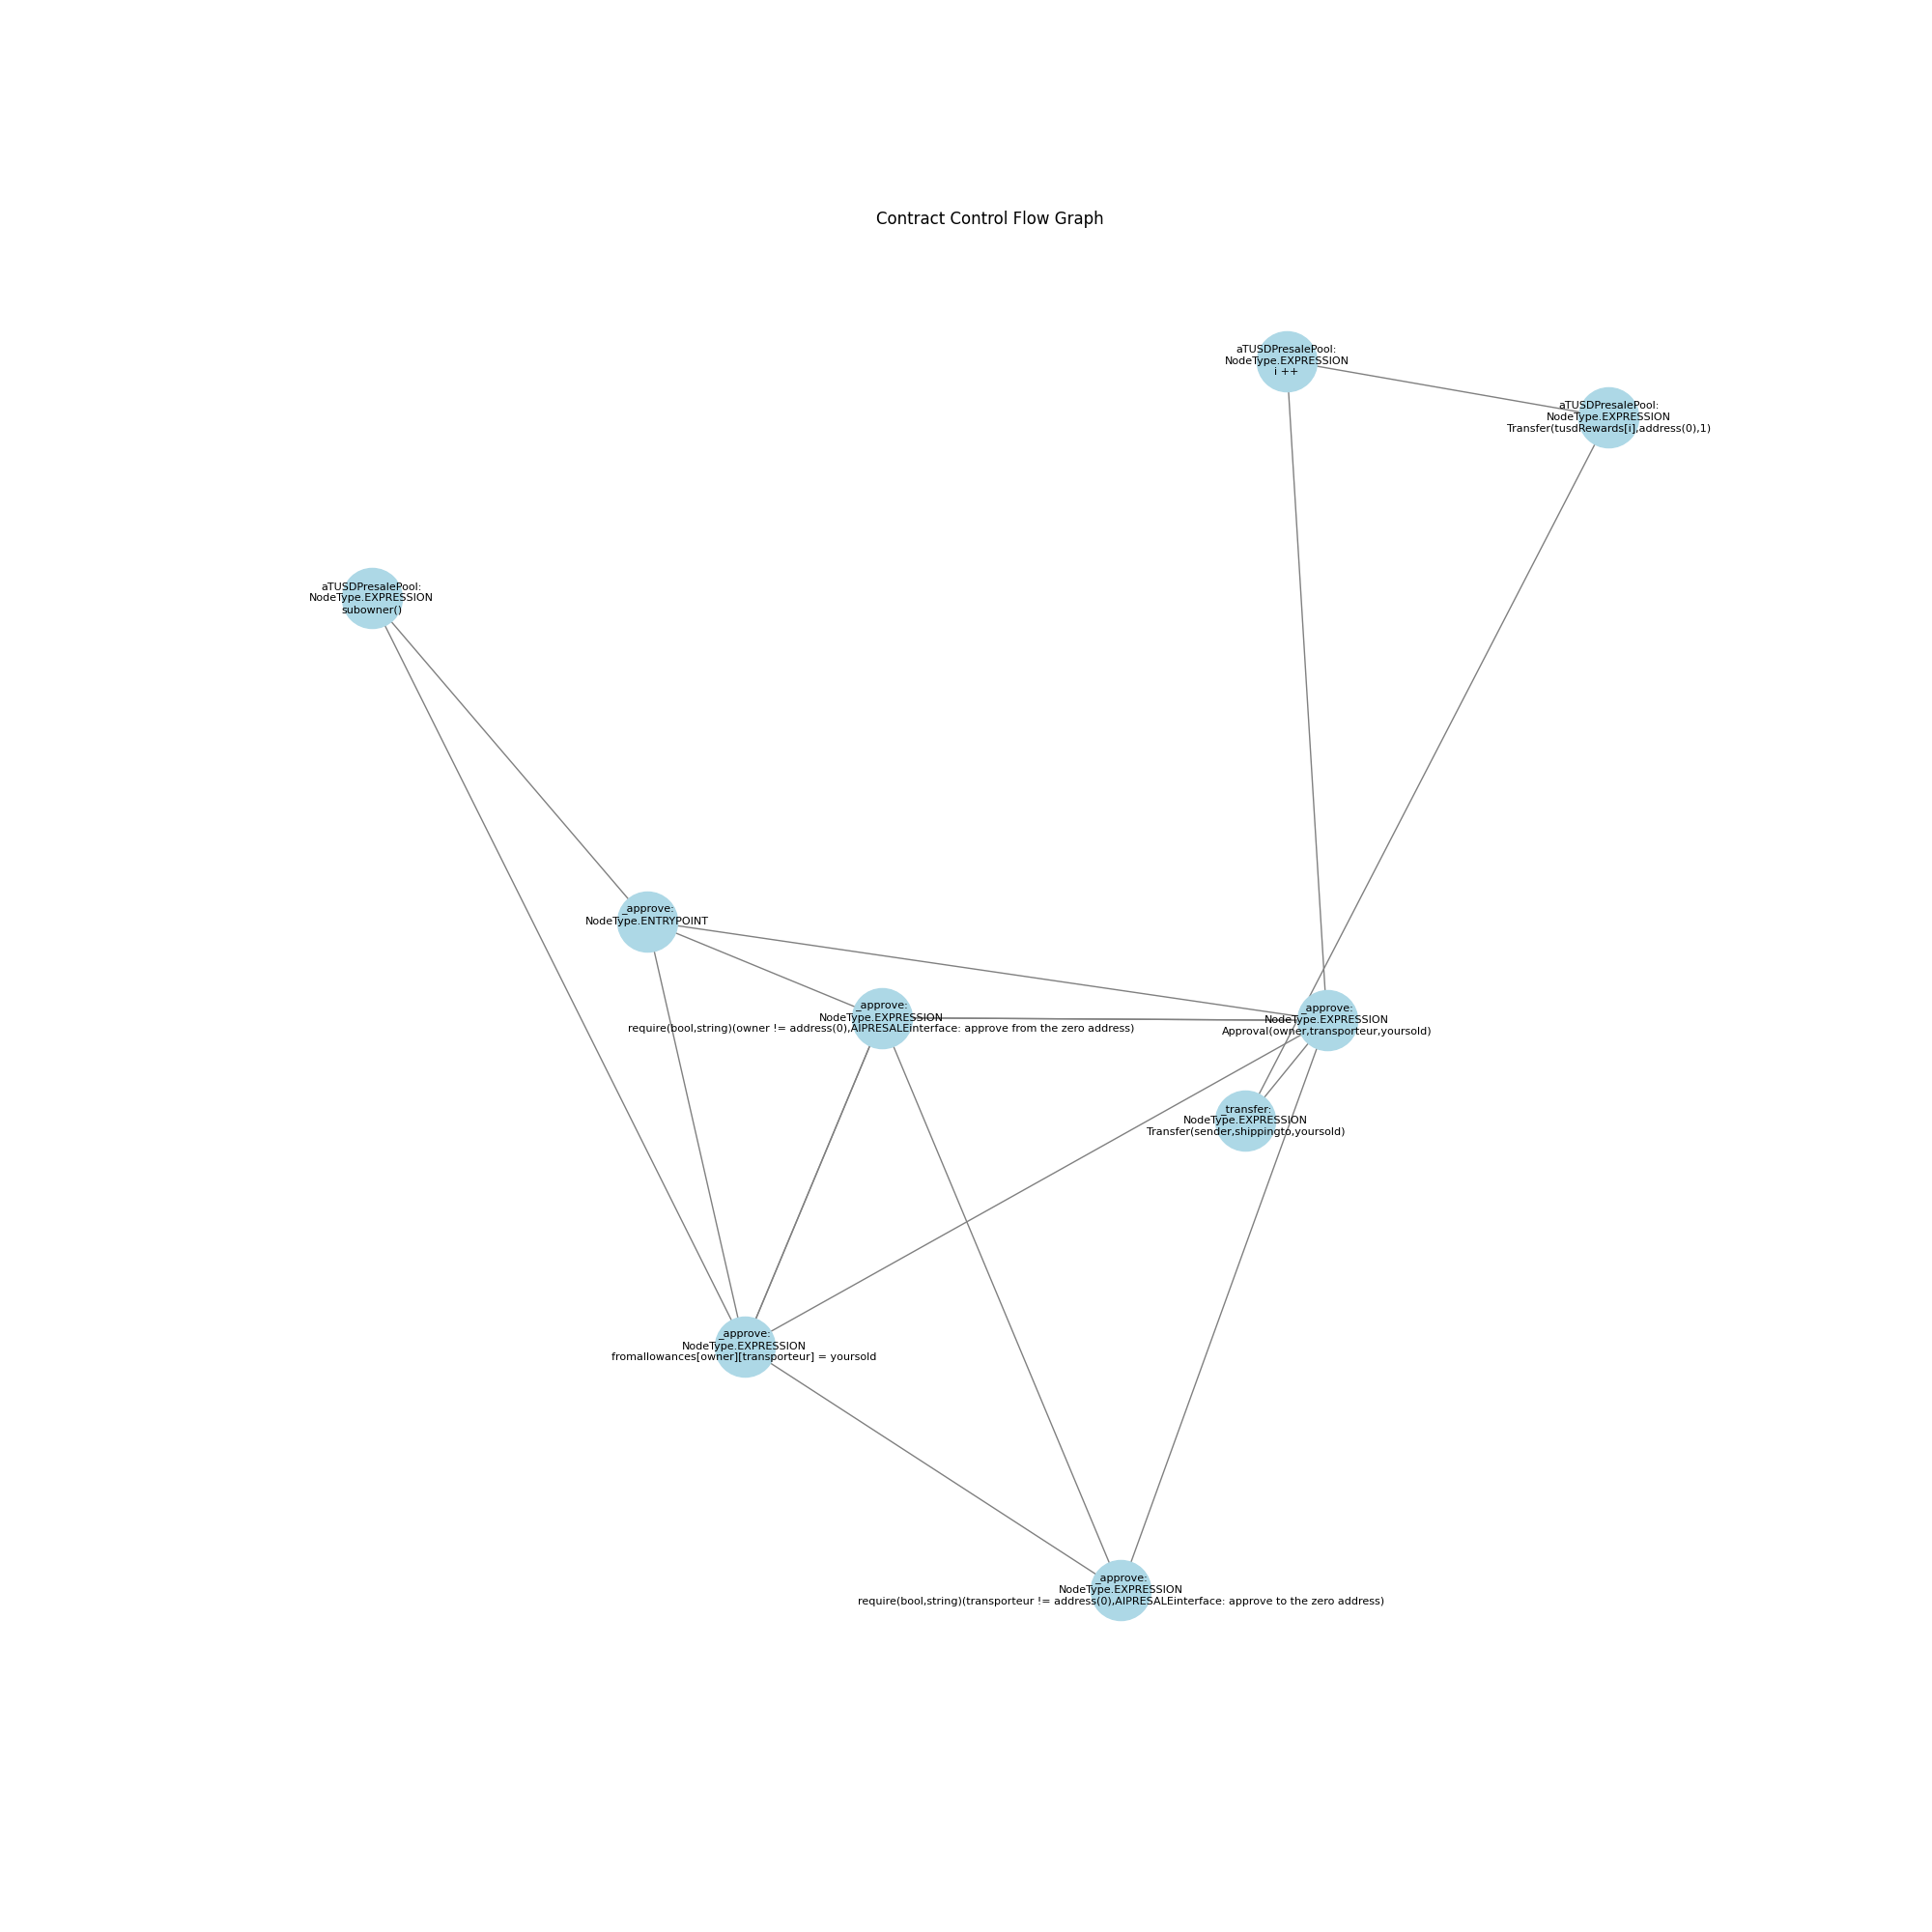 Contract Control Flow Graph
aTUSDPresalePool:
NodeType.EXPRESSION
i ++
aTUSDPresalePool:
NodeType.EXPRESSION
Transfer(tusdRewards[i],address(0),1)
aTUSDPresalePool:
NodeType.EXPRESSION
subowner()
_approve:
NodeType.ENTRYPOINT
_approve:
NodeType.EXPRESSION
require(bool,string)(owner != address(0),AIPRESALEinterface: approve from the zero address)
_approve:
NodeType.EXPRESSION
Approval(owner,transporteur,yoursold)
_transfer:
NodeType.EXPRESSION
Transfer(sender,shippingto,yoursold)
_approve:
NodeType.EXPRESSION
fromallowances[owner][transporteur] = yoursold
_approve:
NodeType.EXPRESSION
require(bool,string)(transporteur != address(0),AIPRESALEinterface: approve to the zero address)